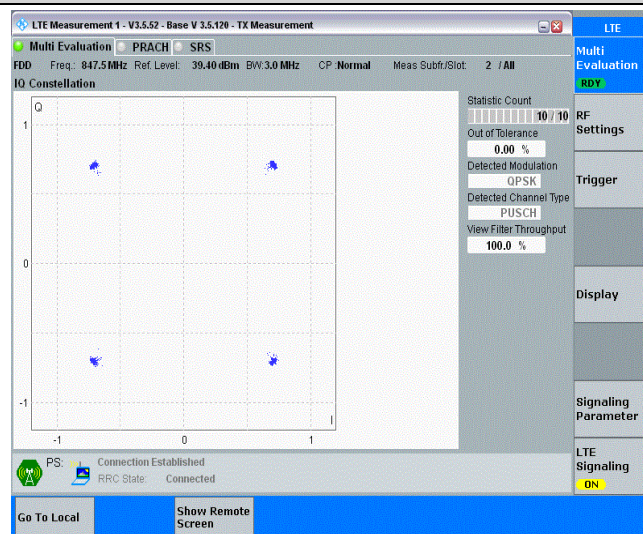 LTE Measurement 1 - V3.5.52 - Base V 3.5.120 - TX Measurement
LTE
Multi Evaluation PRACH SRS
FDD Freq.: 847.5 MHz Ref. Level: 39.40 dBm BW: 3.0 MHz CP : Normal Meas Subfr./Slot: 2 / All
IQ Constellation
Q
1
0
-1
-1 0 1
I
Statistic Count
10 / 10
Out of Tolerance
0.00 %
Detected Modulation
QPSK
Detected Channel Type
PUSCH
View Filter Throughput
100.0 %
Multi
Evaluation
RDY
RF
Settings
Trigger
Display
Signaling
Parameter
LTE
Signaling
ON
PS: Connection Established
RRC State: Connected
Go To Local
Show Remote
Screen